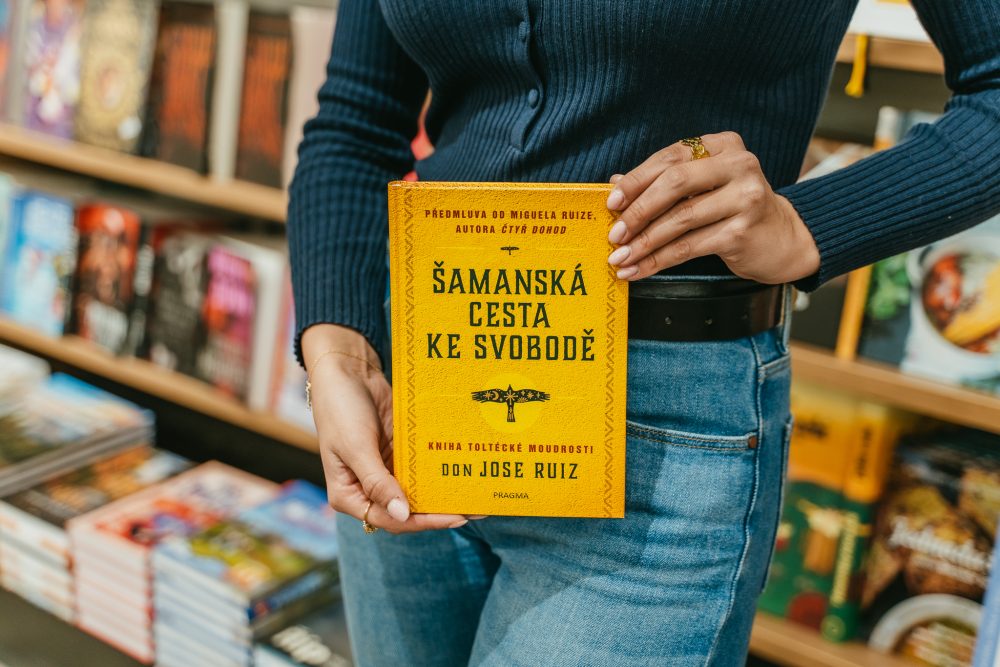 PŘEDMLUVA OD MIGUELA RUIZE,
AUTORA ČTYŘ DOHOD
ŠAMANSKÁ
CESTA
KE SVOBODĚ
KNIHA TOLTÉCKÉ MOUDROSTI
DON JOSE RUIZ
PRAGMA